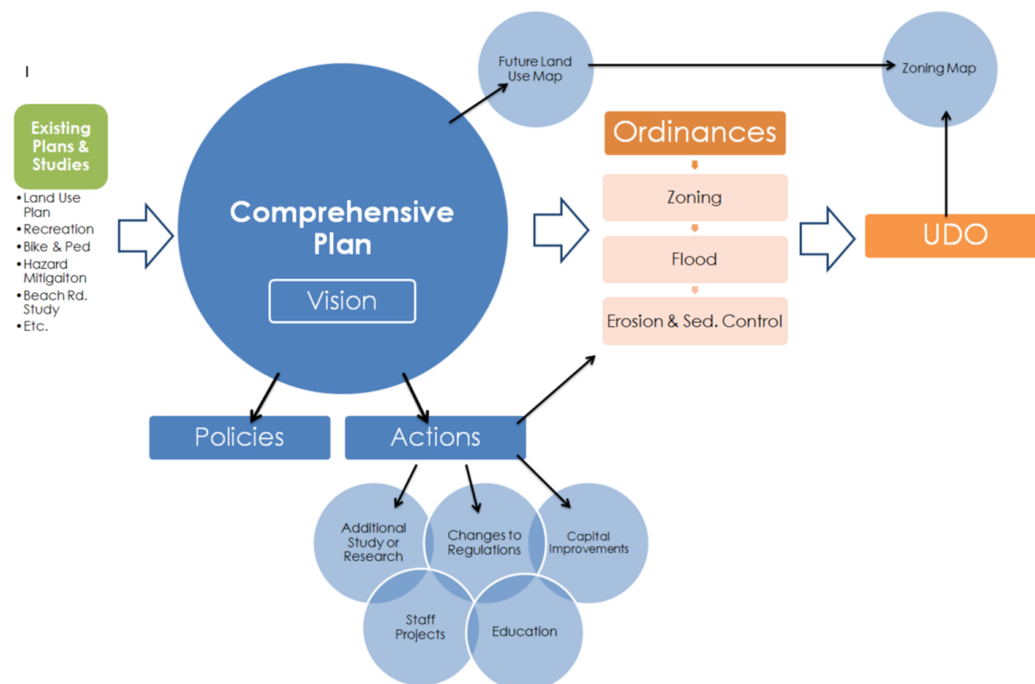 Existing
Plans &
Studies
•Land Use
Plan
•Recreation
•Bike & Ped
•Hazard
Mitigaiton
•Beach Rd.
Study
•Etc.
Comprehensive
Plan
Vision
Policies
Actions
Additional
Study or
Research
Changes to
Regulations
Capital
Improvements
Staff
Projects
Education
Future Land
Use Map
Ordinances
Zoning
Flood
Erosion & Sed. Control
UDO
Zoning Map